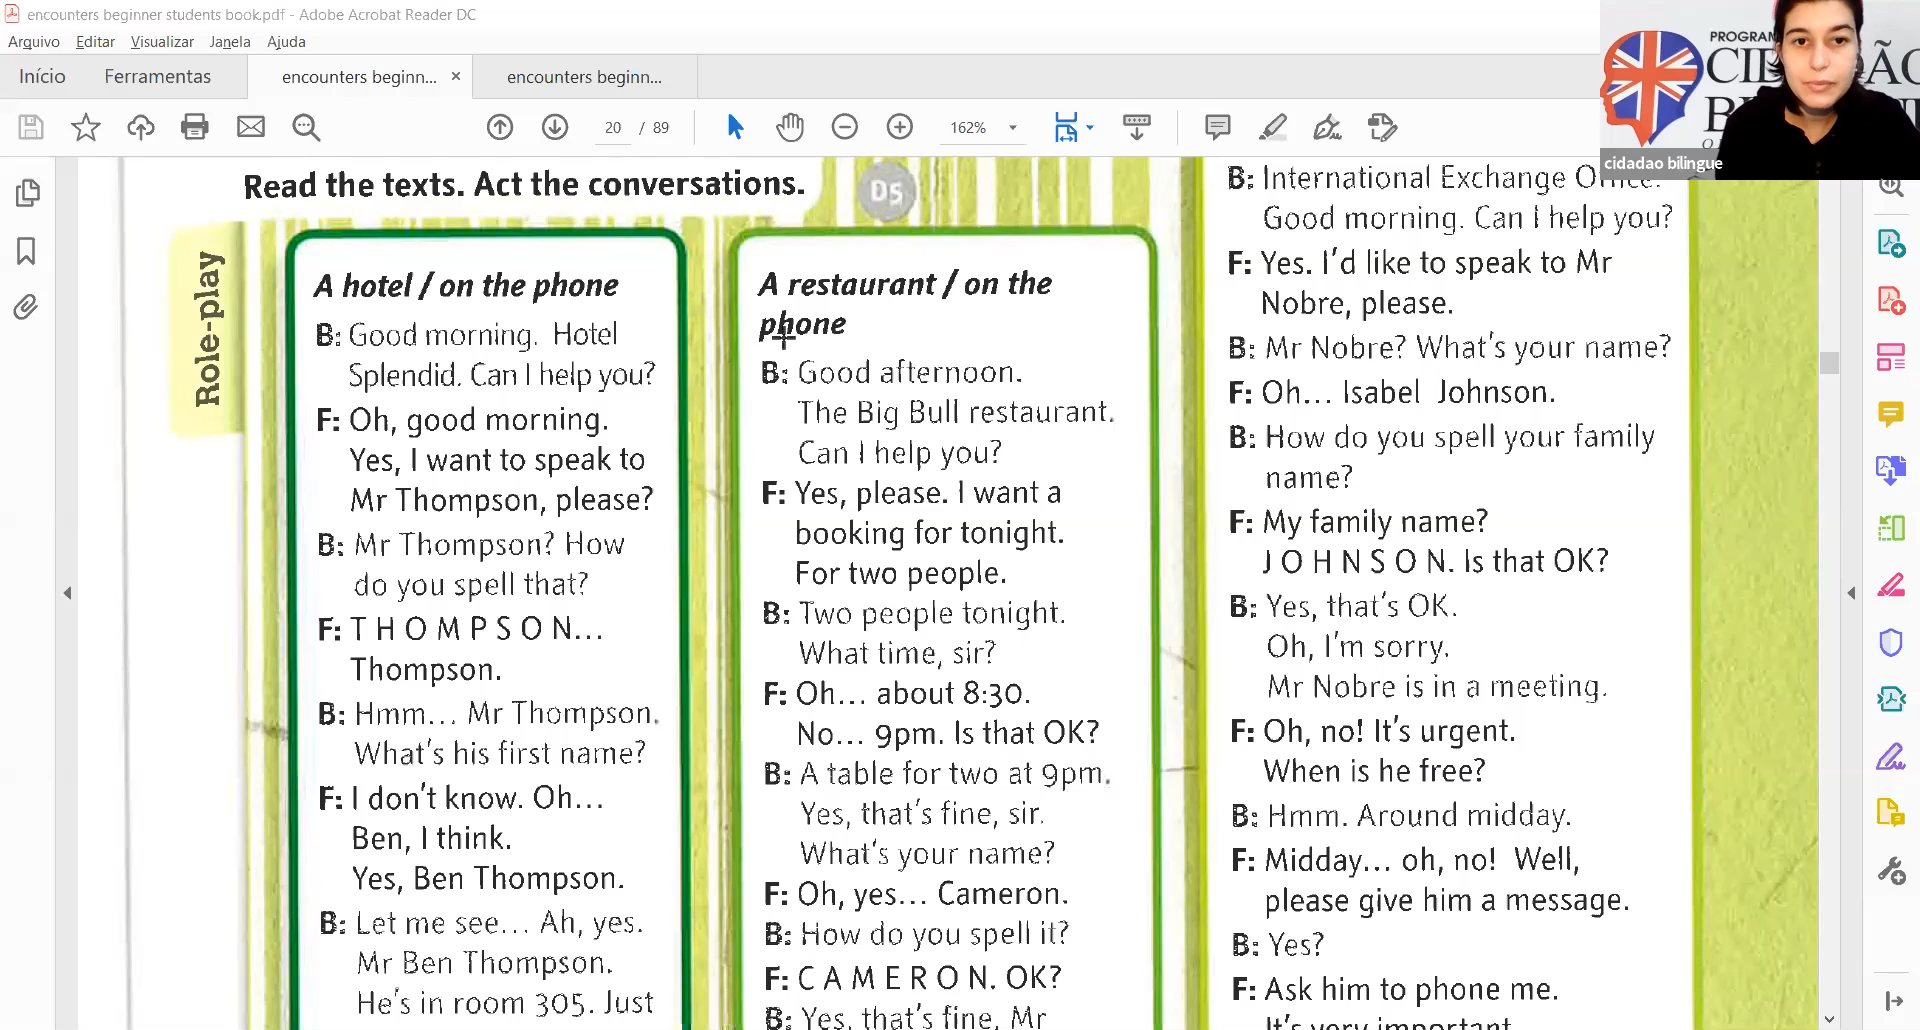 encounters beginner students book.pdf - Adobe Acrobat Reader DC
Arquivo Editar Visualizar Janela Ajuda
Início Ferramentas encounters beginn... × encounters beginn...
20 / 89 162%
PROGRAM
cidadao bilingue
Read the texts. Act the conversations.
D5
Role-play
A hotel / on the phone
B: Good morning. Hotel
Splendid. Can I help you?
F: Oh, good morning.
Yes, I want to speak to
Mr Thompson, please?
B: Mr Thompson? How
do you spell that?
F: T H O M P S O N...
Thompson.
B: Hmm... Mr Thompson.
What's his first name?
F: I don't know. Oh...
Ben, I think.
Yes, Ben Thompson.
B: Let me see... Ah, yes.
Mr Ben Thompson.
He's in room 305. Just
A restaurant / on the
phone
B: Good afternoon.
The Big Bull restaurant.
Can I help you?
F: Yes, please. I want a
booking for tonight.
For two people.
B: Two people tonight.
What time, sir?
F: Oh... about 8:30.
No... 9pm. Is that OK?
B: A table for two at 9pm.
Yes, that's fine, sir.
What's your name?
F: Oh, yes... Cameron.
B: How do you spell it?
F: C A M E R O N. OK?
B: Yes, that's fine, Mr
B: International Exchange Office.
Good morning. Can I help you?
F: Yes. I'd like to speak to Mr
Nobre, please.
B: Mr Nobre? What's your name?
F: Oh... Isabel Johnson.
B: How do you spell your family
name?
F: My family name?
J O H N S O N. Is that OK?
B: Yes, that's OK.
Oh, I'm sorry.
Mr Nobre is in a meeting.
F: Oh, no! It's urgent.
When is he free?
B: Hmm. Around midday.
F: Midday... oh, no! Well,
please give him a message.
B: Yes?
F: Ask him to phone me.
It's very important